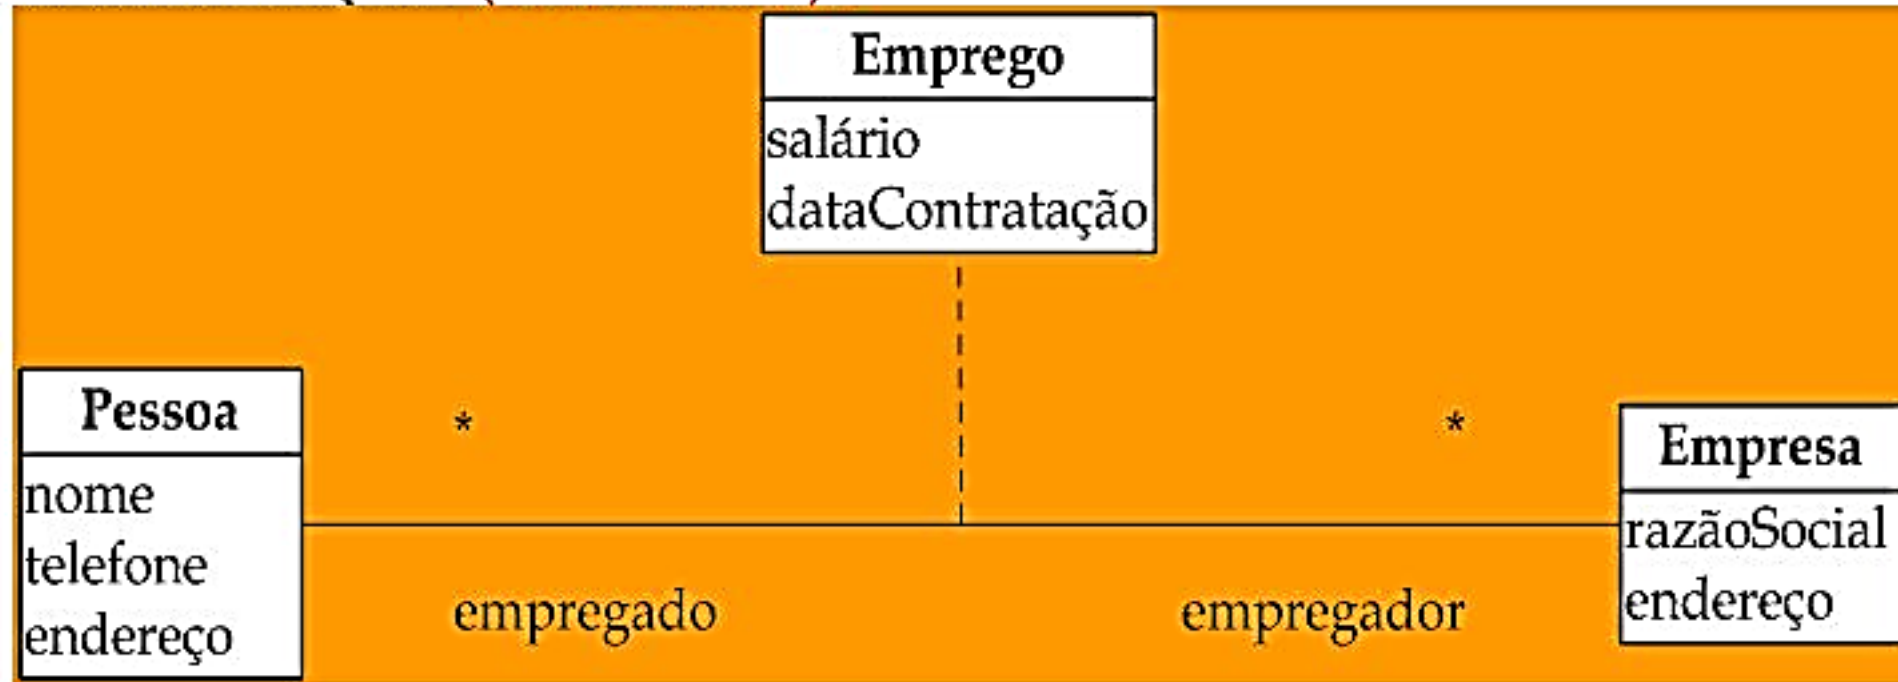 Emprego
salário
dataContratação
Pessoa
nome
telefone
endereço
*
*
Empresa
razãoSocial
endereço
empregado
empregador